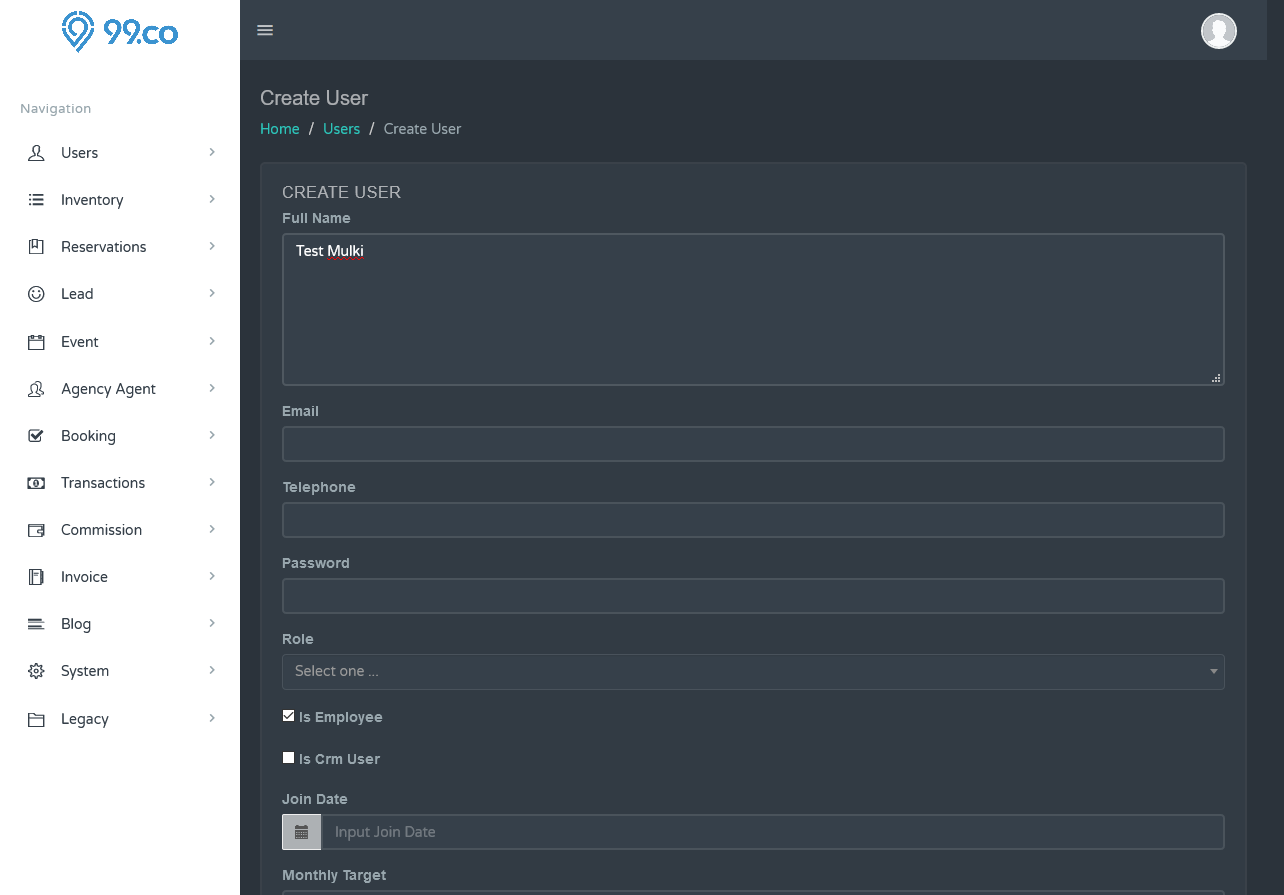 99.co
Navigation
Users
Inventory
Reservations
Lead
Event
Agency Agent
Booking
Transactions
Commission
Invoice
Blog
System
Legacy
Create User
Home / Users / Create User
CREATE USER
Full Name
Test Mulki
Email
Telephone
Password
Role
Select one ...
Is Employee
Is Crm User
Join Date
Input Join Date
Monthly Target